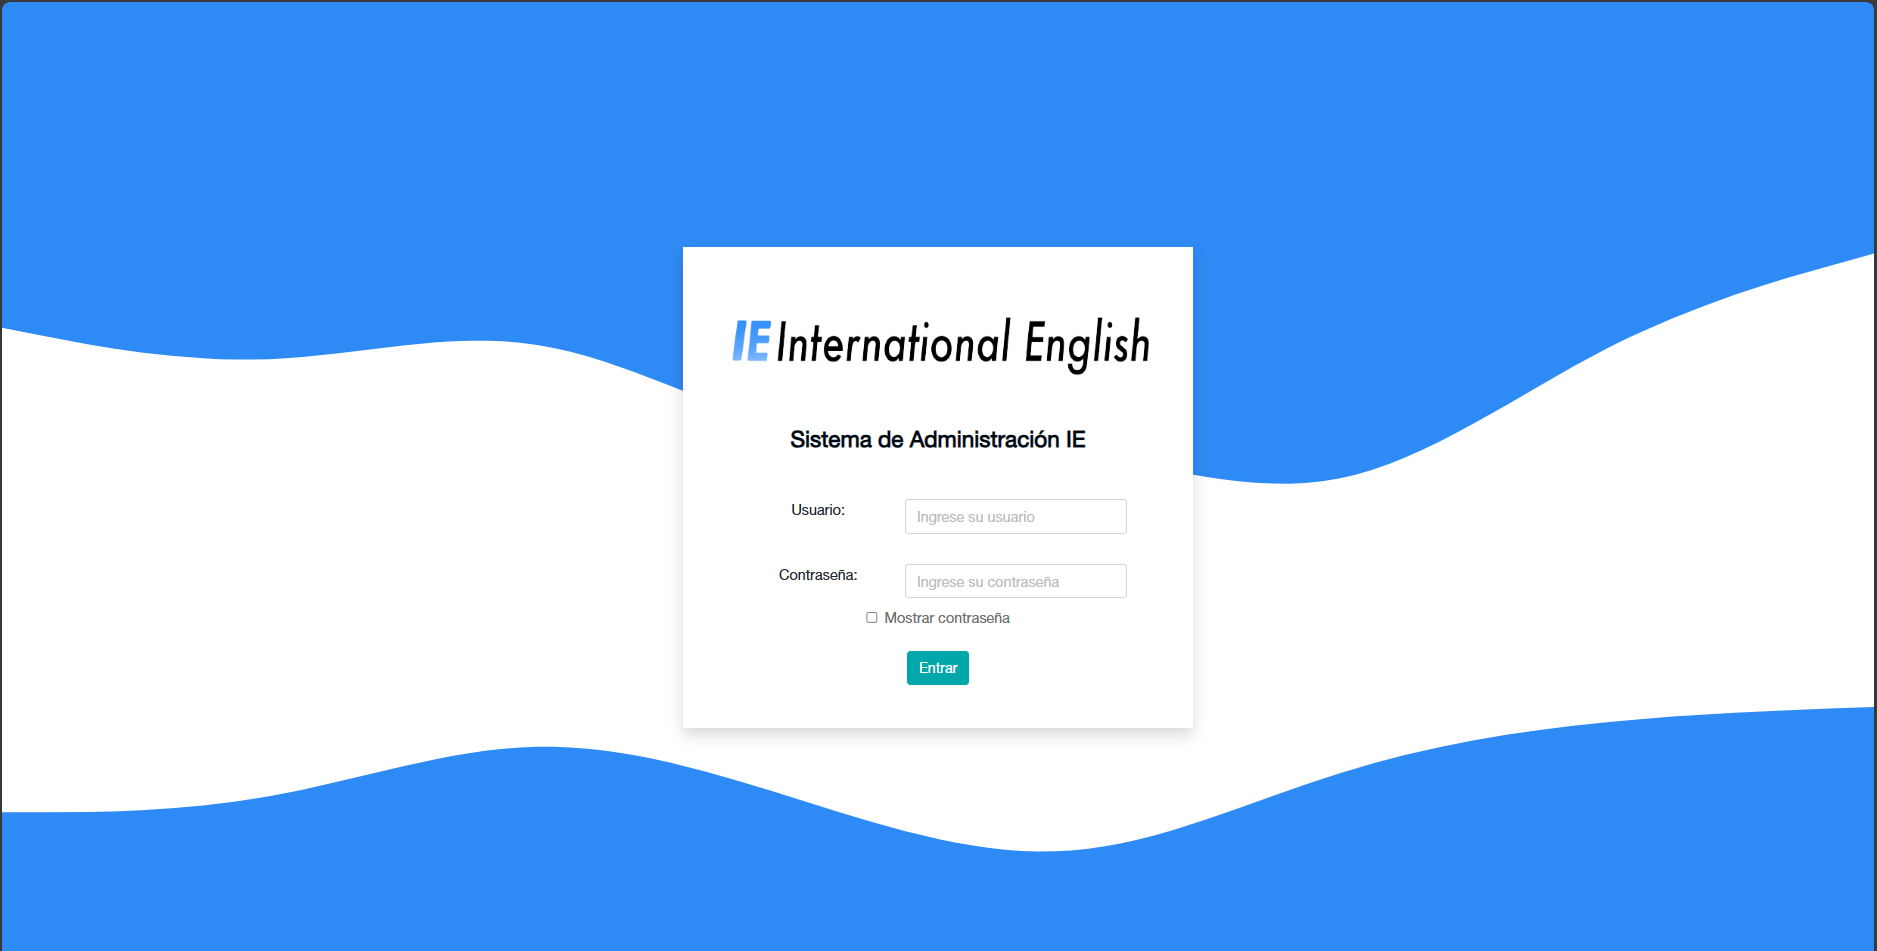 IE International English
Sistema de Administración IE
Usuario: Ingrese su usuario
Contraseña: Ingrese su contraseña
Mostrar contraseña
Entrar